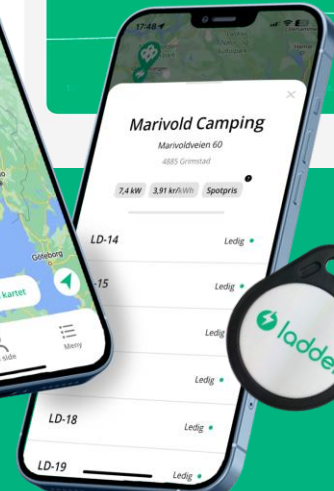 17:48
Marivold Camping
Marivoldveien 60
4885 Grimstad
7,4 kW 3,91 kr/kWh Spotpris
LD-14 Ledig
-15 Ledig
Ledig
Ledig
LD-18 Ledig
LD-19 Ledig
Göteborg
kartet
side
Meny